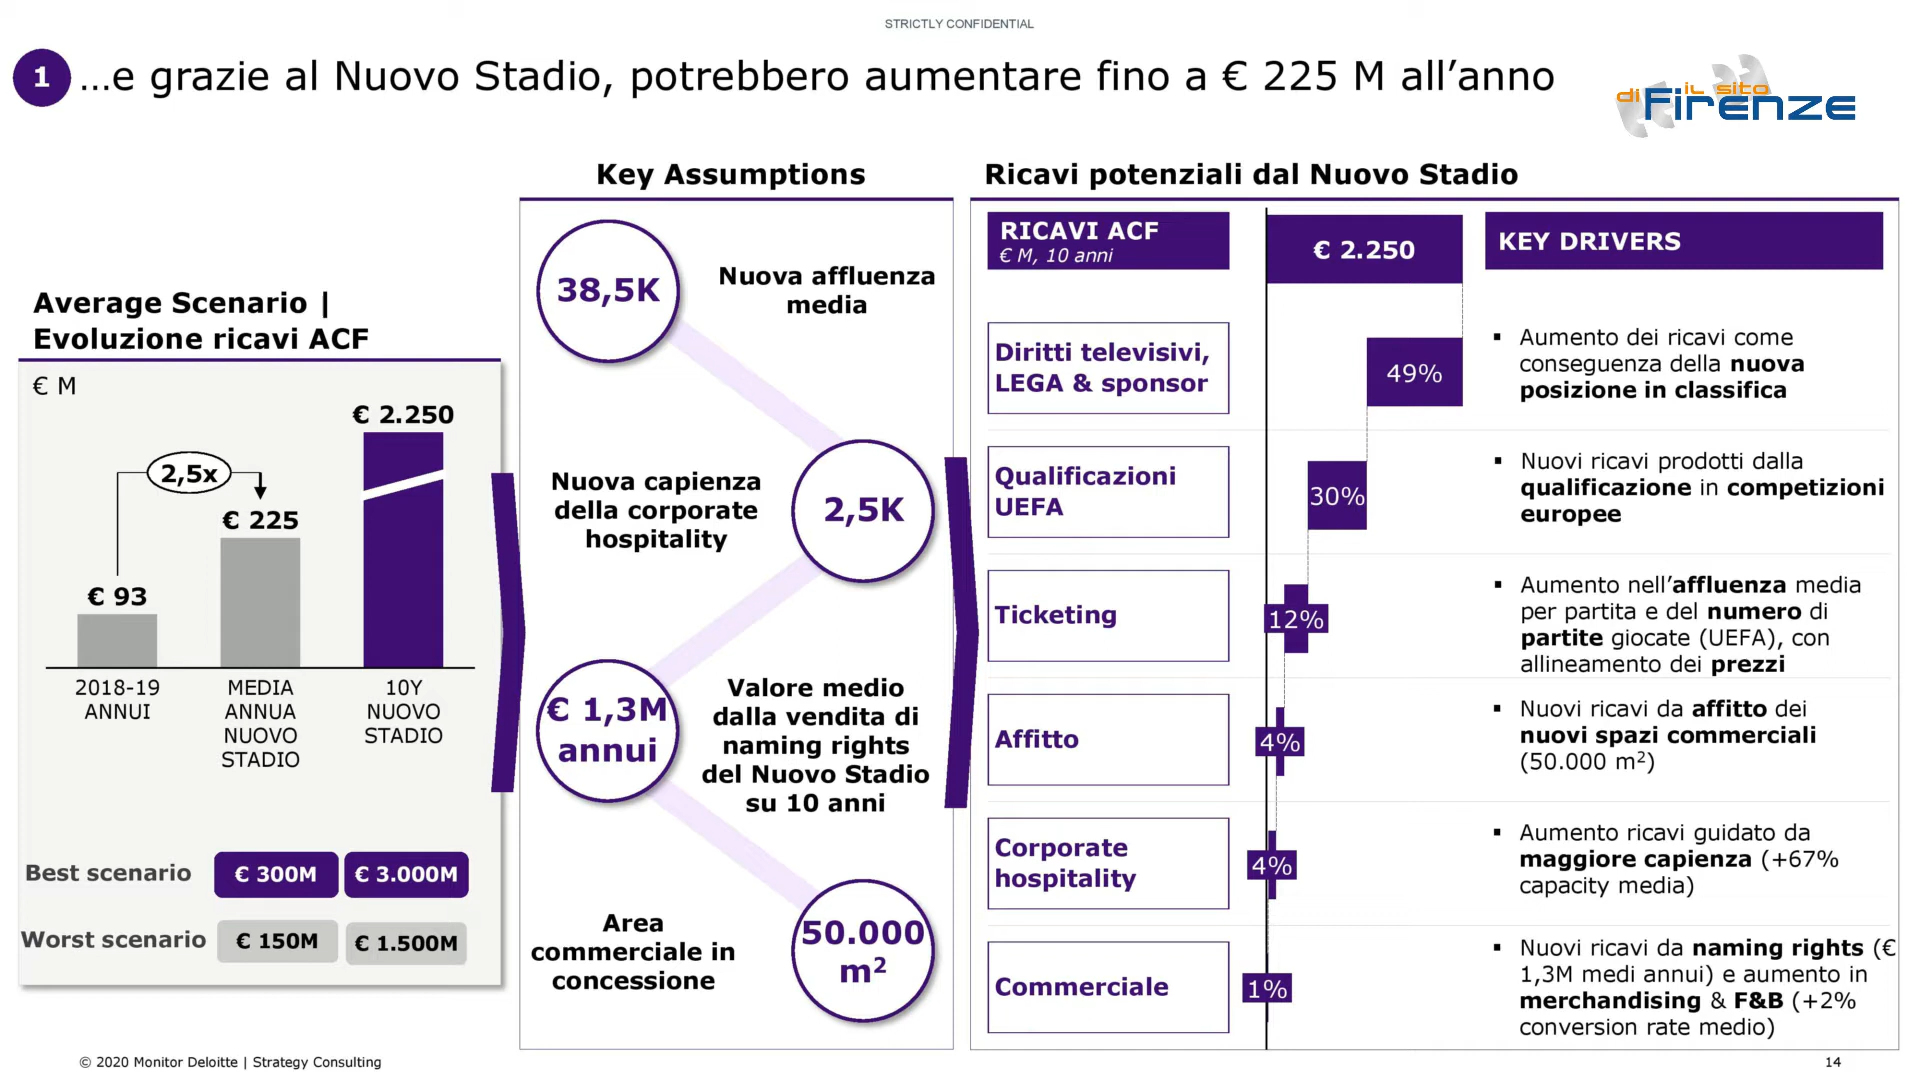 STRICTLY CONFIDENTIAL
1
...e grazie al Nuovo Stadio, potrebbero aumentare fino a € 225 M all’anno
il sito
di Firenze
Average Scenario |
Evoluzione ricavi ACF
€ M
2,5x
€ 93
€ 225
€ 2.250
2018-19
ANNUI
MEDIA
ANNUA
NUOVO
STADIO
10Y
NUOVO
STADIO
Best scenario
€ 300M
€ 3.000M
Worst scenario
€ 150M
€ 1.500M
Key Assumptions
38,5K
Nuova affluenza
media
Nuova capienza
della corporate
hospitality
2,5K
€ 1,3M
annui
Valore medio
dalla vendita di
naming rights
del Nuovo Stadio
su 10 anni
Area
commerciale in
concessione
50.000
m²
Ricavi potenziali dal Nuovo Stadio
RICAVI ACF
€ M, 10 anni
€ 2.250
KEY DRIVERS
Diritti televisivi,
LEGA & sponsor
49%
▪ Aumento dei ricavi come
conseguenza della nuova
posizione in classifica
Qualificazioni
UEFA
30%
▪ Nuovi ricavi prodotti dalla
qualificazione in competizioni
europee
Ticketing
12%
▪ Aumento nell’affluenza media
per partita e del numero di
partite giocate (UEFA), con
allineamento dei prezzi
Affitto
4%
▪ Nuovi ricavi da affitto dei
nuovi spazi commerciali
(50.000 m²)
Corporate
hospitality
4%
▪ Aumento ricavi guidato da
maggiore capienza (+67%
capacity media)
Commerciale
1%
▪ Nuovi ricavi da naming rights (€
1,3M medi annui) e aumento in
merchandising & F&B (+2%
conversion rate medio)
© 2020 Monitor Deloitte | Strategy Consulting
14